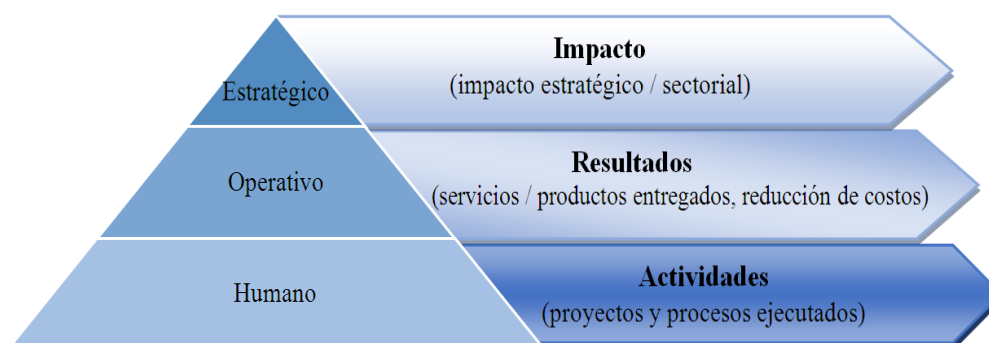 Impacto
Estratégico
(impacto estratégico / sectorial)
Resultados
Operativo
(servicios / productos entregados, reducción de costos)
Actividades
Humano
(proyectos y procesos ejecutados)